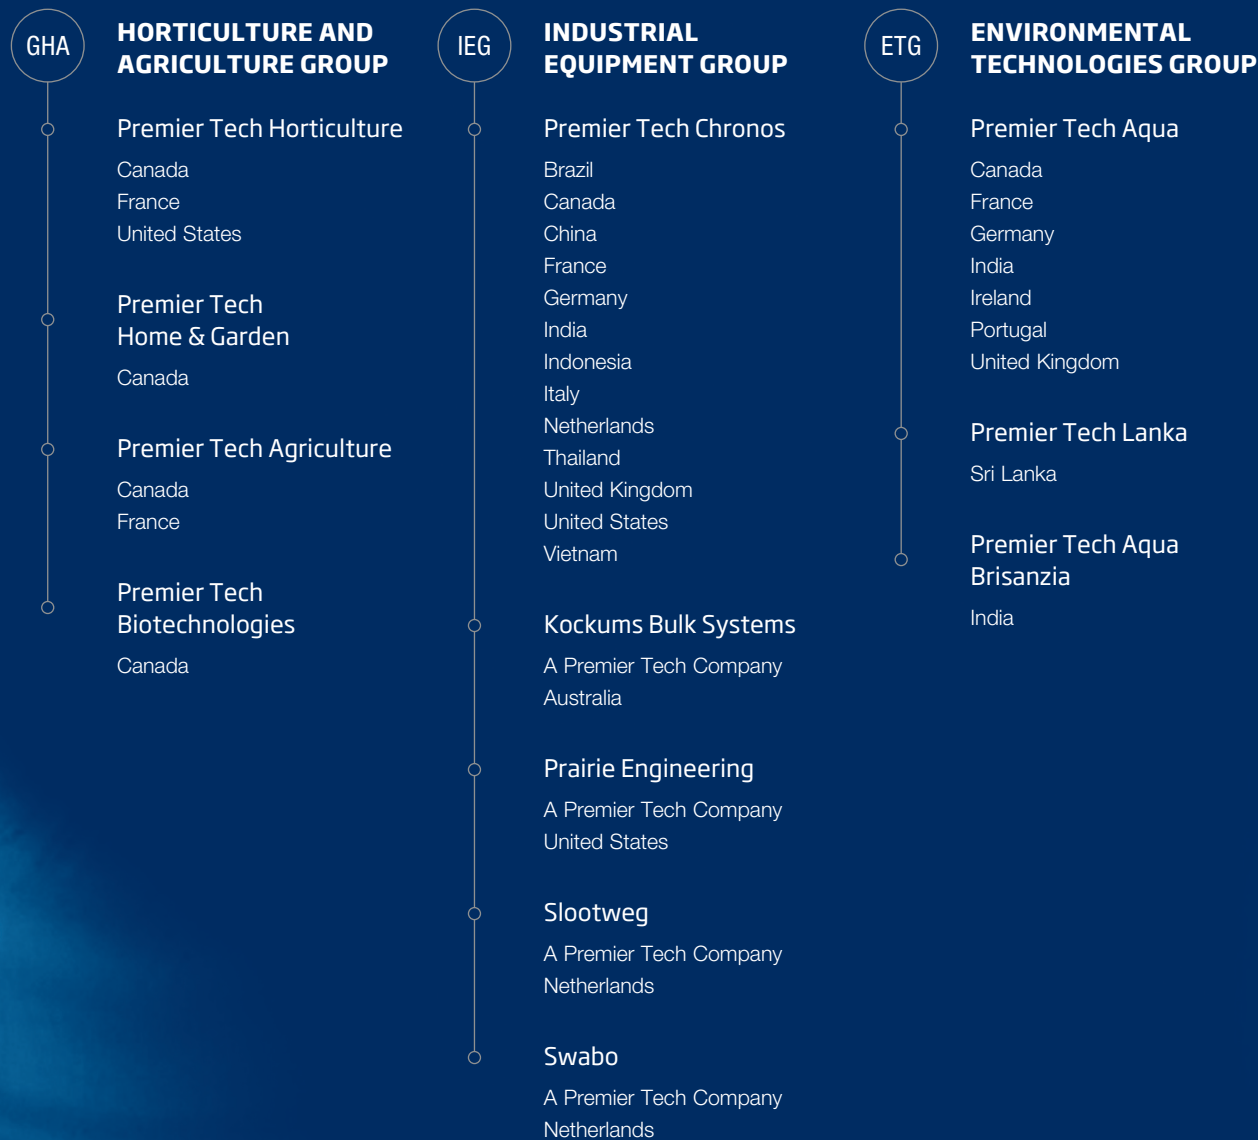 GHA
HORTICULTURE AND
AGRICULTURE GROUP
Premier Tech Horticulture
Canada
France
United States
Premier Tech
Home & Garden
Canada
Premier Tech Agriculture
Canada
France
Premier Tech
Biotechnologies
Canada
IEG
INDUSTRIAL
EQUIPMENT GROUP
Premier Tech Chronos
Brazil
Canada
China
France
Germany
India
Indonesia
Italy
Netherlands
Thailand
United Kingdom
United States
Vietnam
Kockums Bulk Systems
A Premier Tech Company
Australia
Prairie Engineering
A Premier Tech Company
United States
Slootweg
A Premier Tech Company
Netherlands
Swabo
A Premier Tech Company
Netherlands
ETG
ENVIRONMENTAL
TECHNOLOGIES GROUP
Premier Tech Aqua
Canada
France
Germany
India
Ireland
Portugal
United Kingdom
Premier Tech Lanka
Sri Lanka
Premier Tech Aqua
Brisanzia
India